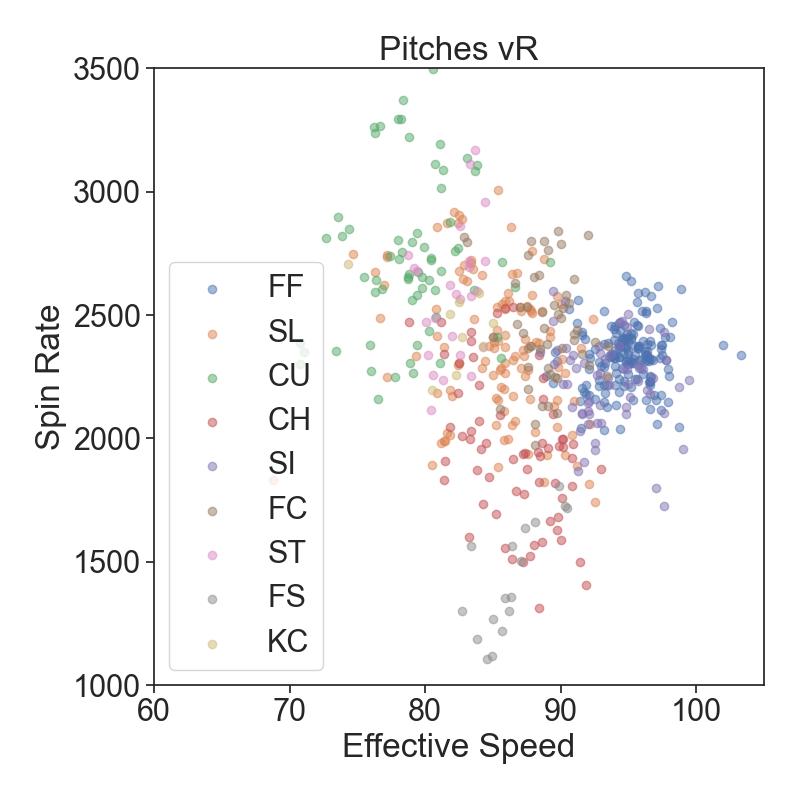 Pitches vR
3500
3000
2500
2000
1500
1000
Spin Rate
FF
SL
CU
CH
SI
FC
ST
FS
KC
60 70 80 90 100
Effective Speed